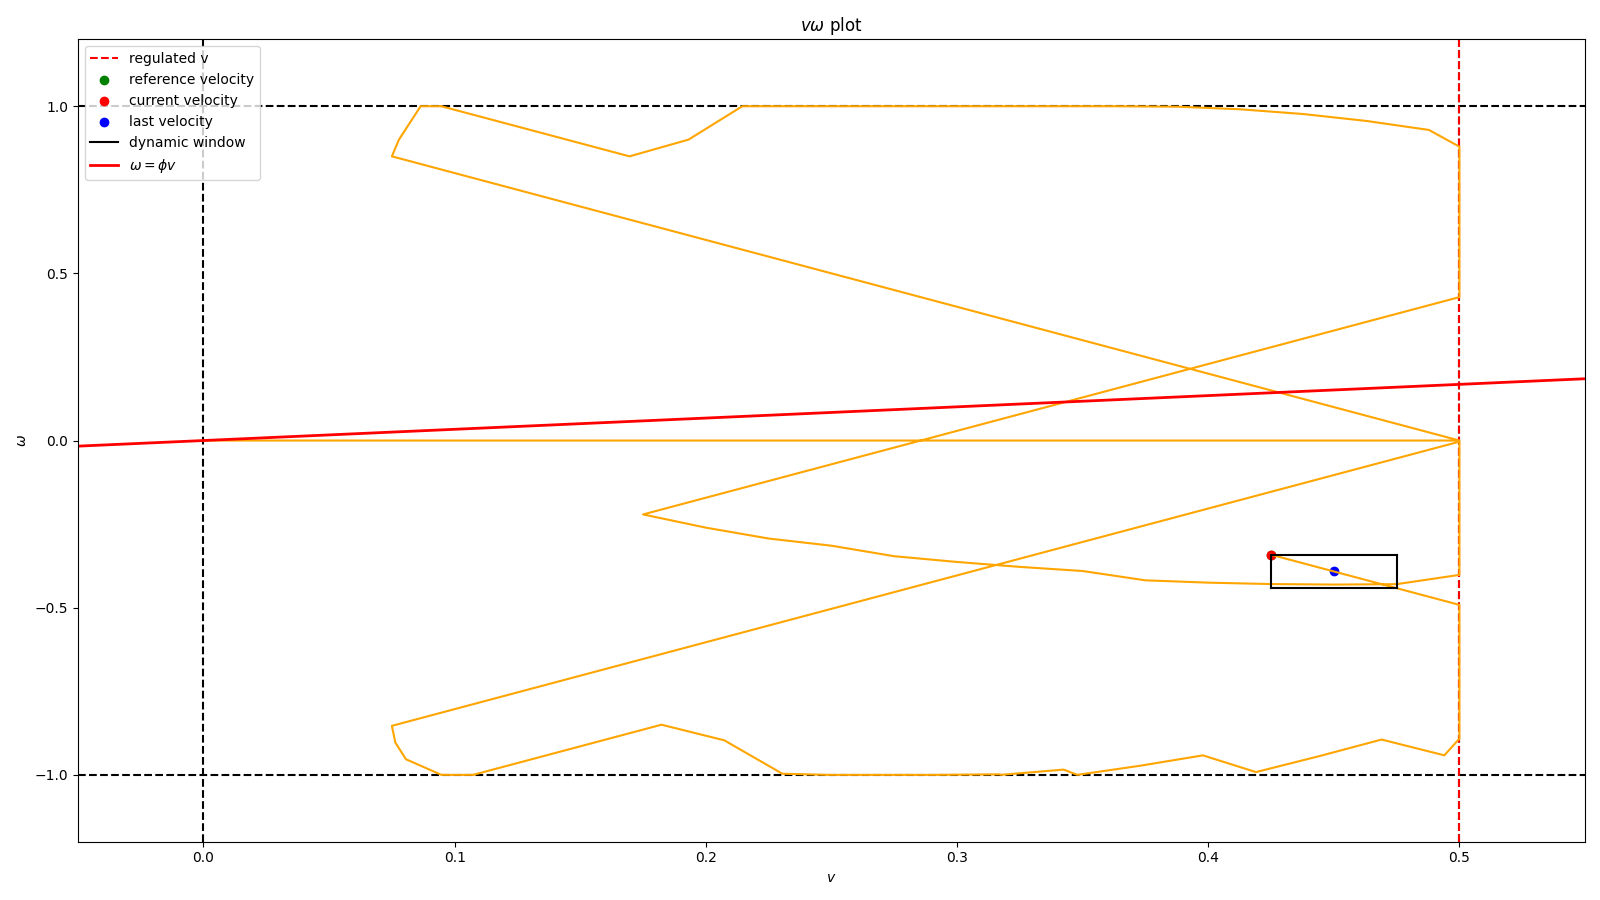 vω plot
regulated v
reference velocity
current velocity
last velocity
dynamic window
ω = ϕv
1.0
0.5
0.0
−0.5
−1.0
ω
0.0 0.1 0.2 0.3 0.4 0.5
v